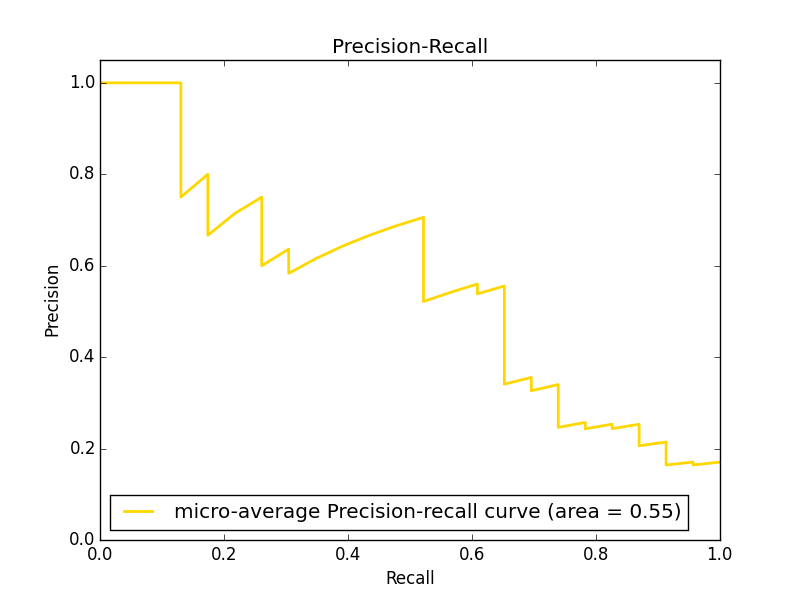 Precision-Recall
1.0
0.8
0.6
0.4
0.2
0.0
Precision
micro-average Precision-recall curve (area = 0.55)
0.0 0.2 0.4 0.6 0.8 1.0
Recall